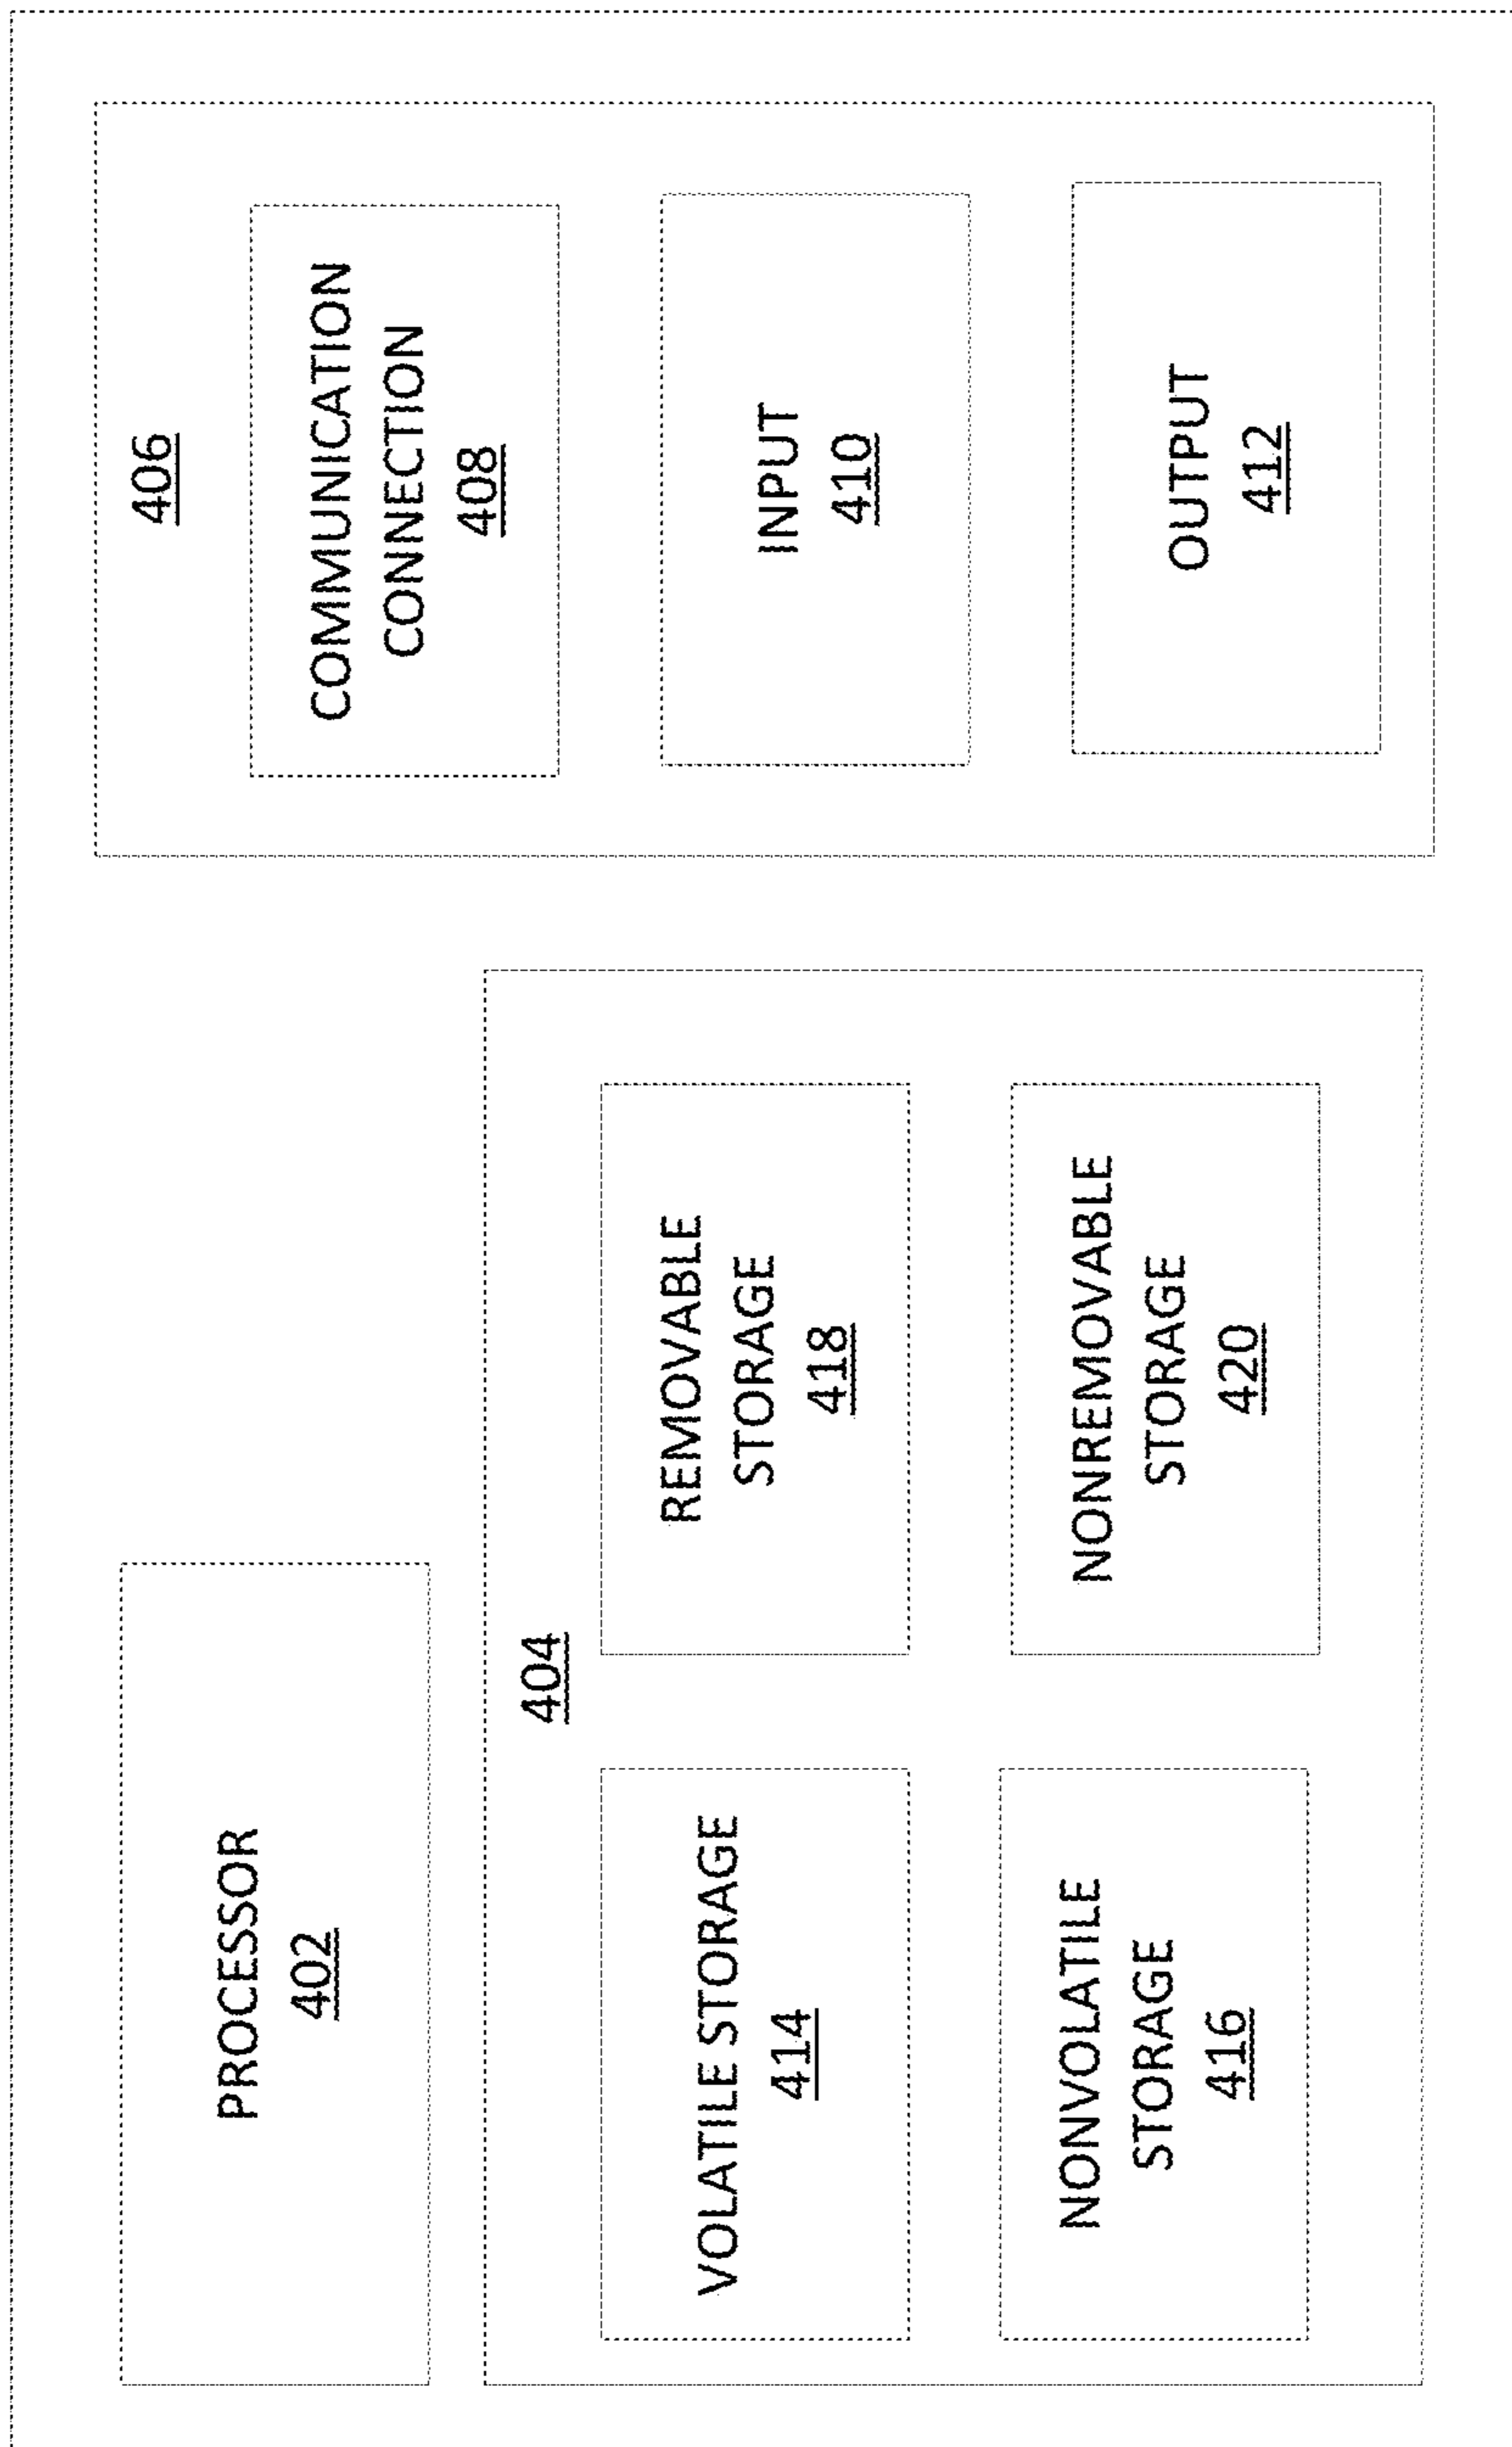 PROCESSOR
402
404
VOLATILE STORAGE
414
REMOVABLE
STORAGE
418
NONVOLATILE
STORAGE
416
NONREMOVABLE
STORAGE
420
406
COMMUNICATION
CONNECTION
408
INPUT
410
OUTPUT
412